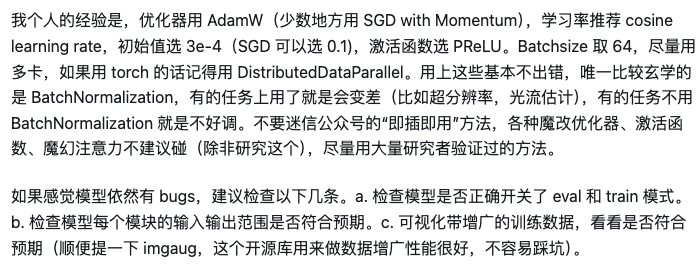 我个人的经验是，优化器用 AdamW（少数地方用 SGD with Momentum），学习率推荐 cosine
learning rate，初始值选 3e-4（SGD 可以选 0.1)，激活函数选 PReLU。Batchsize 取 64，尽量用
多卡，如果用 torch 的话记得用 DistributedDataParallel。用上这些基本不出错，唯一比较玄学的
是 BatchNormalization，有的任务上用了就是会变差（比如超分辨率，光流估计），有的任务不用
BatchNormalization 就是不好调。不要迷信公众号的“即插即用”方法，各种魔改优化器、激活函
数、魔幻注意力不建议碰（除非研究这个），尽量用大量研究者验证过的方法。
如果感觉模型依然有 bugs，建议检查以下几条。a. 检查模型是否正确开关了 eval 和 train 模式。
b. 检查模型每个模块的输入输出范围是否符合预期。c. 可视化带增广的训练数据，看看是否符合
预期（顺便提一下 imgaug，这个开源库用来做数据增广性能很好，不容易踩坑）。